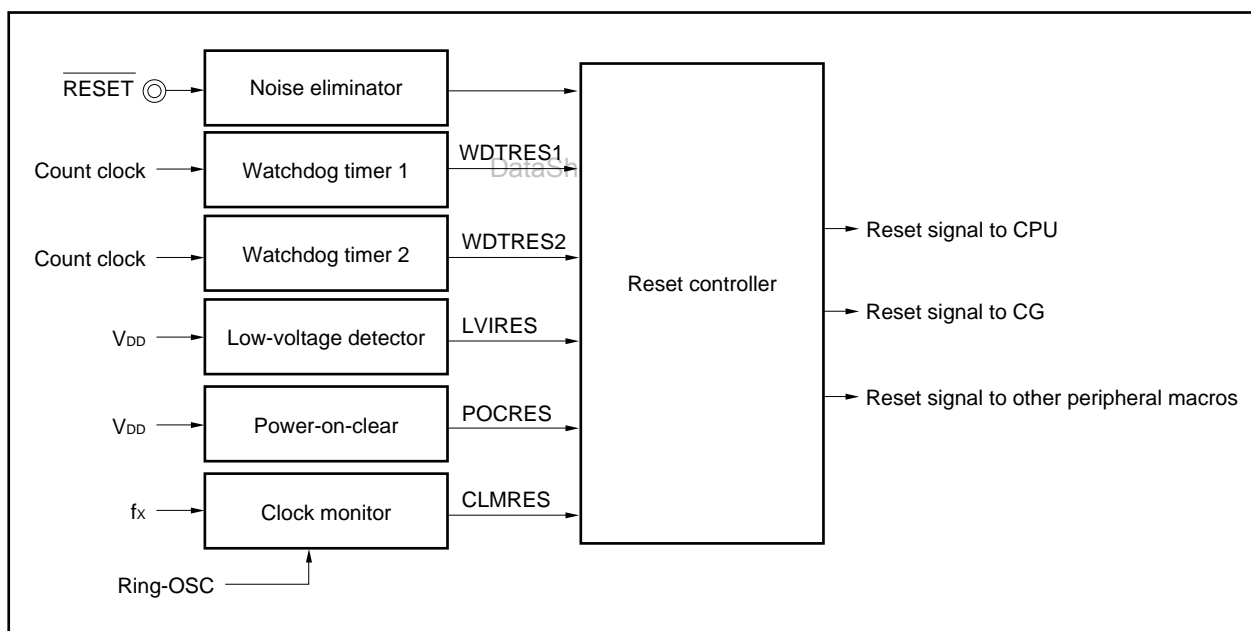 RESET
Noise eliminator
Count clock
Watchdog timer 1
WDTRES1
DataSh
Count clock
Watchdog timer 2
WDTRES2
VDD
Low-voltage detector
LVIRES
VDD
Power-on-clear
POCRES
fX
Clock monitor
CLMRES
Ring-OSC
Reset controller
Reset signal to CPU
Reset signal to CG
Reset signal to other peripheral macros